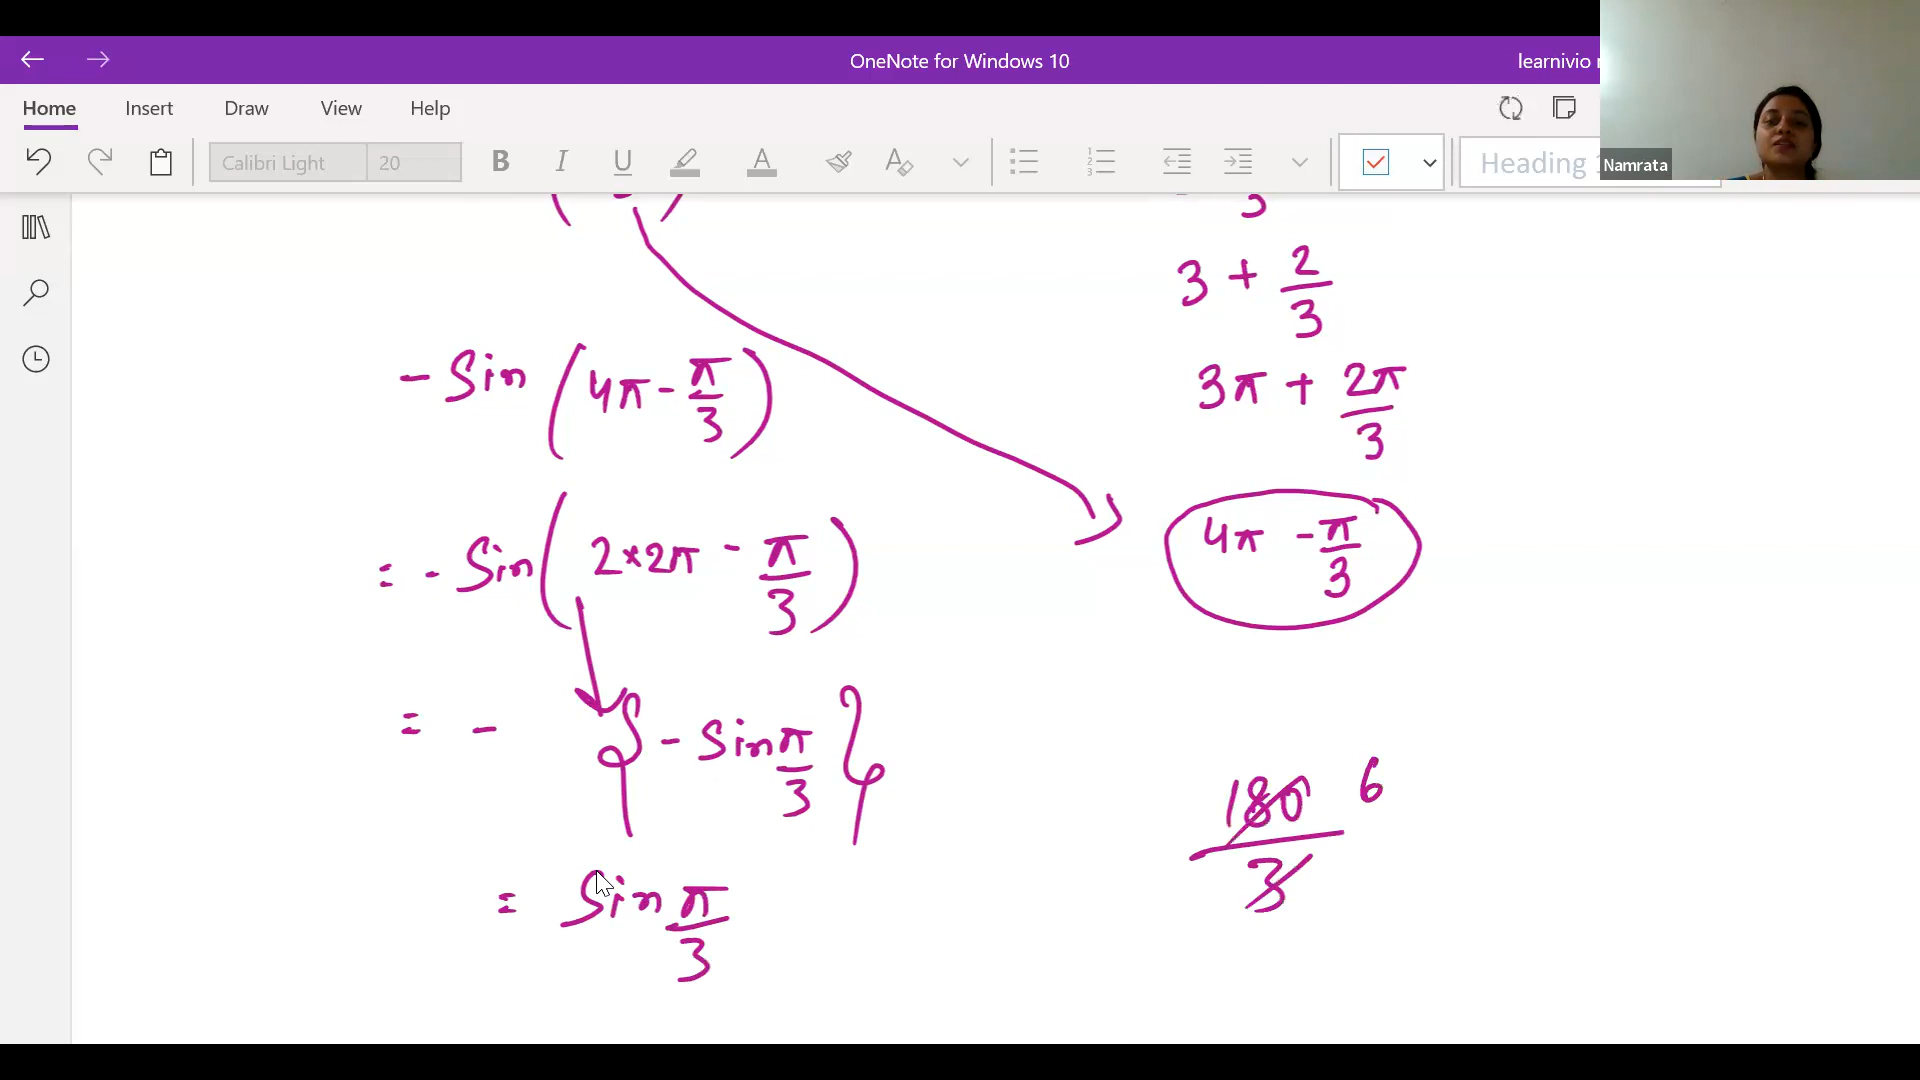 OneNote for Windows 10
learnivio
Home Insert Draw View Help
Calibri Light 20 B I U A A Heading
Namrata
3
3 + 2/3
- Sin (4π - π/3)
3π + 2π/3
4π - π/3
= - Sin (2*2π - π/3)
= - { - Sin π/3 }
180/3 6
= Sin π/3